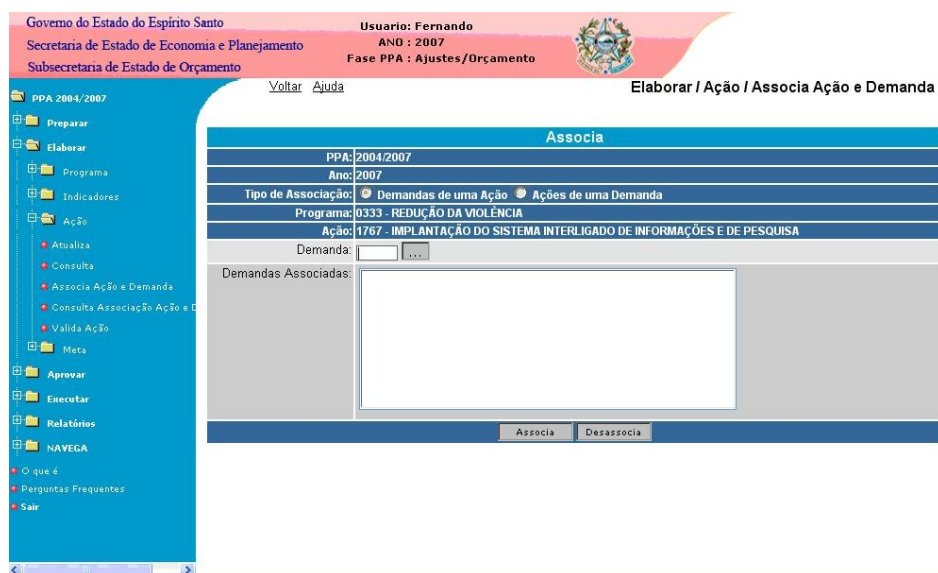 Governo do Estado do Espírito Santo
Secretaria de Estado de Economia e Planejamento
Subsecretaria de Estado de Orçamento
Usuario: Fernando
ANO : 2007
Fase PPA : Ajustes/Orçamento
Voltar Ajuda
Elaborar / Ação / Associa Ação e Demanda
PPA 2004/2007
Preparar
Elaborar
Programa
Indicadores
Ação
Atualiza
Consulta
Associa Ação e Demanda
Consulta Associação Ação e D
Valida Ação
Meta
Aprovar
Executar
Relatórios
NAVEGA
O que é
Perguntas Frequentes
Sair
Associa
PPA: 2004/2007
Ano: 2007
Tipo de Associação: Demandas de uma Ação Ações de uma Demanda
Programa: 0333 - REDUÇÃO DA VIOLÊNCIA
Ação: 1767 - IMPLANTAÇÃO DO SISTEMA INTERLIGADO DE INFORMAÇÕES E DE PESQUISA
Demanda: ...
Demandas Associadas:
Associa Desassocia